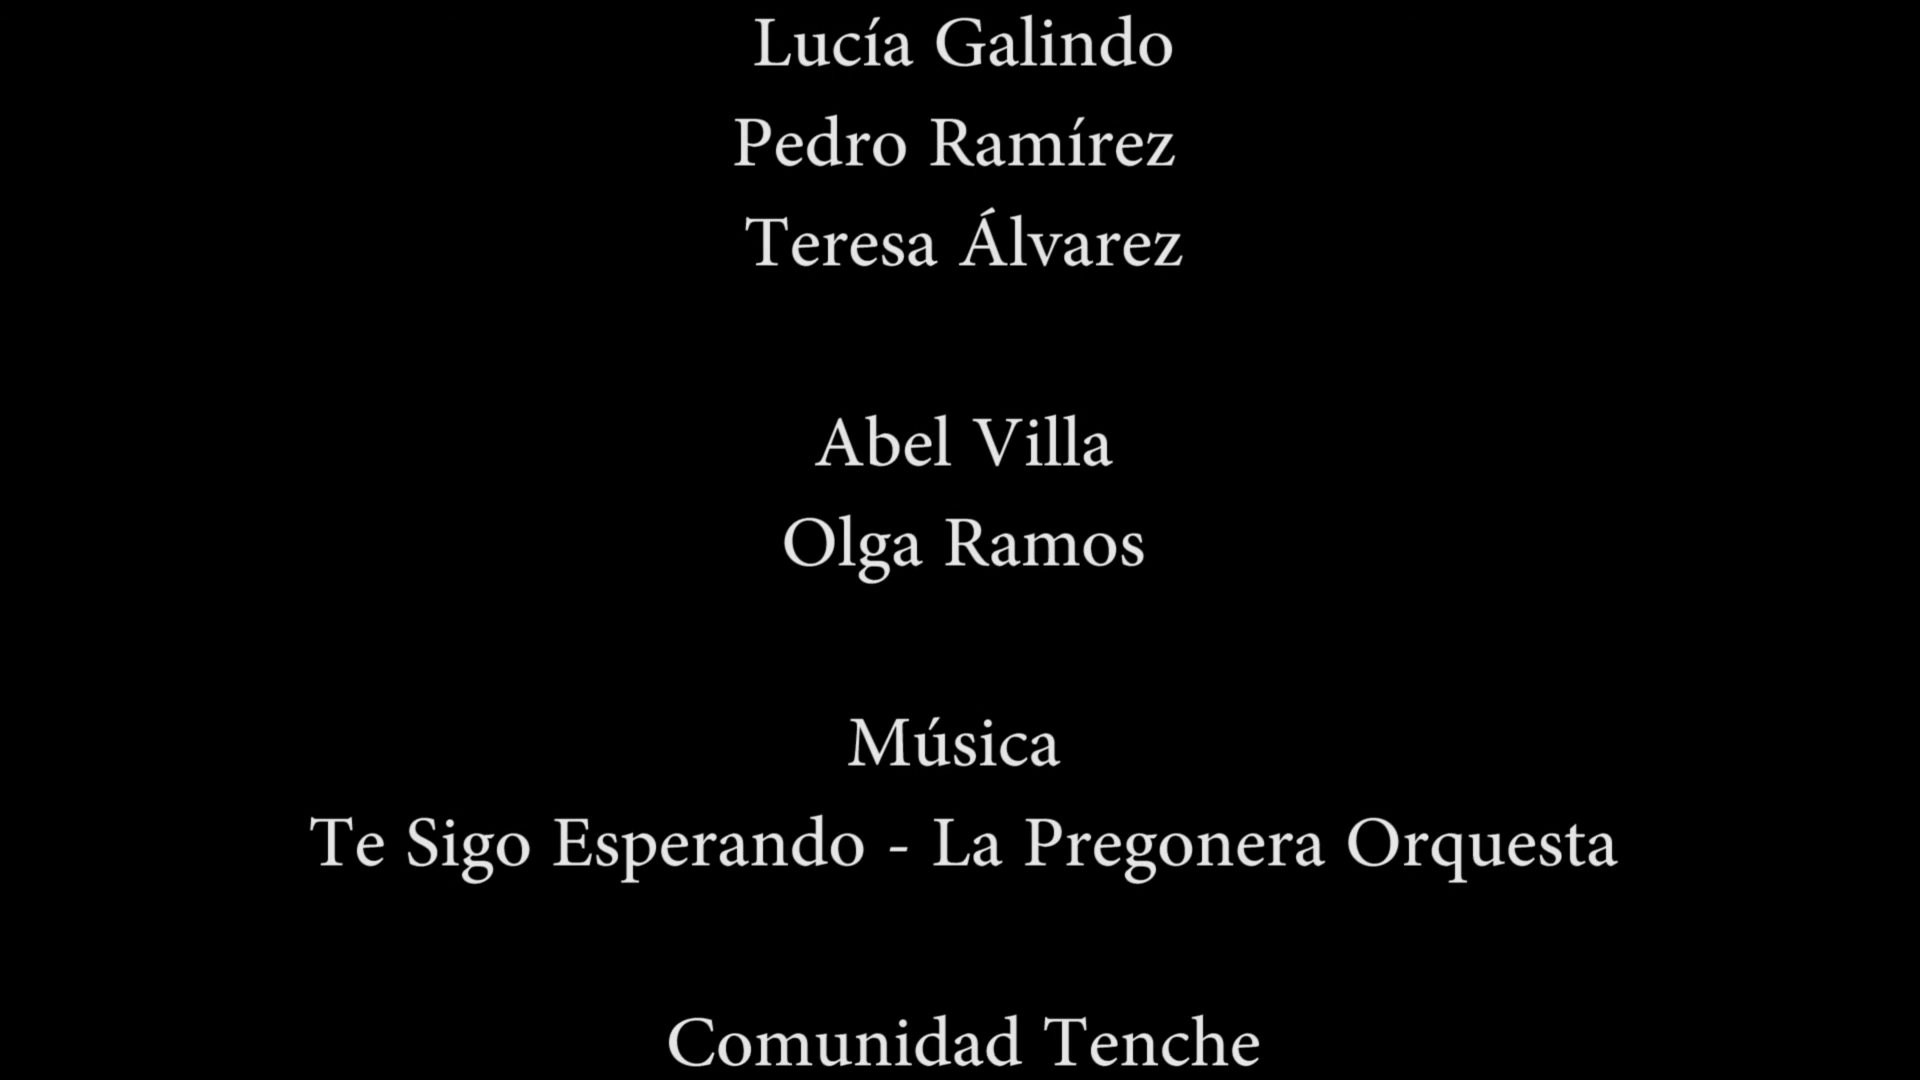 Lucía Galindo
Pedro Ramírez
Teresa Álvarez
Abel Villa
Olga Ramos
Música
Te Sigo Esperando - La Pregonera Orquesta
Comunidad Tenche